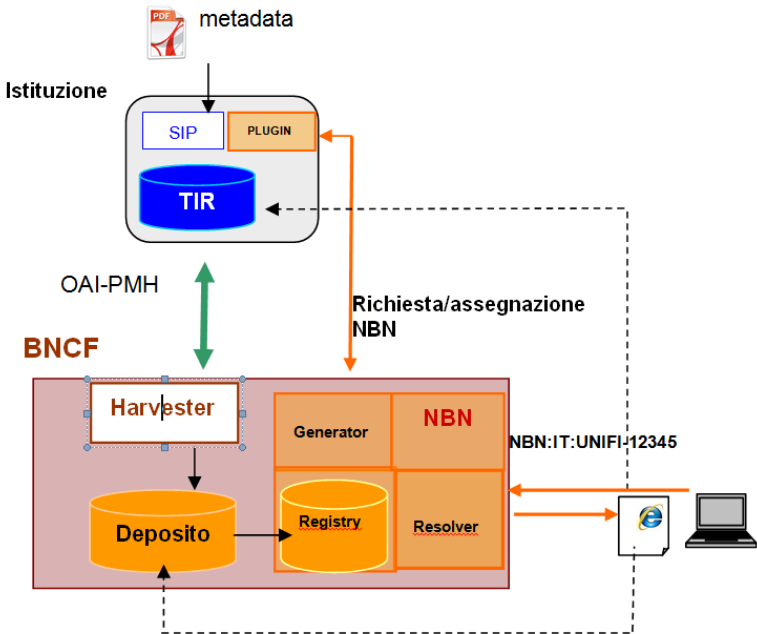 PDF
metadata
Istituzione
SIP
PLUGIN
TIR
OAI-PMH
Richiesta/assegnazione
NBN
BNCF
Harvester
Generator
NBN
NBN:IT:UNIFI-12345
Deposito
Registry
Resolver